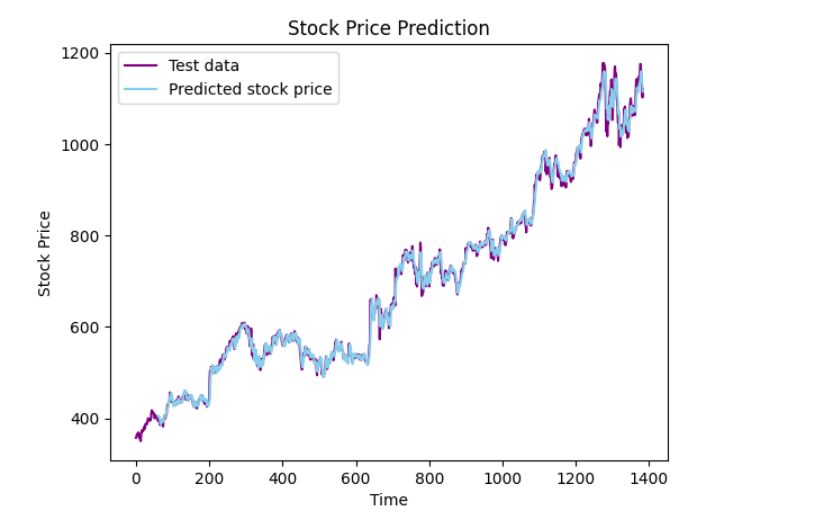 Stock Price Prediction
1200
Test data
Predicted stock price
1000
800
600
400
Stock Price
0 200 400 600 800 1000 1200 1400
Time